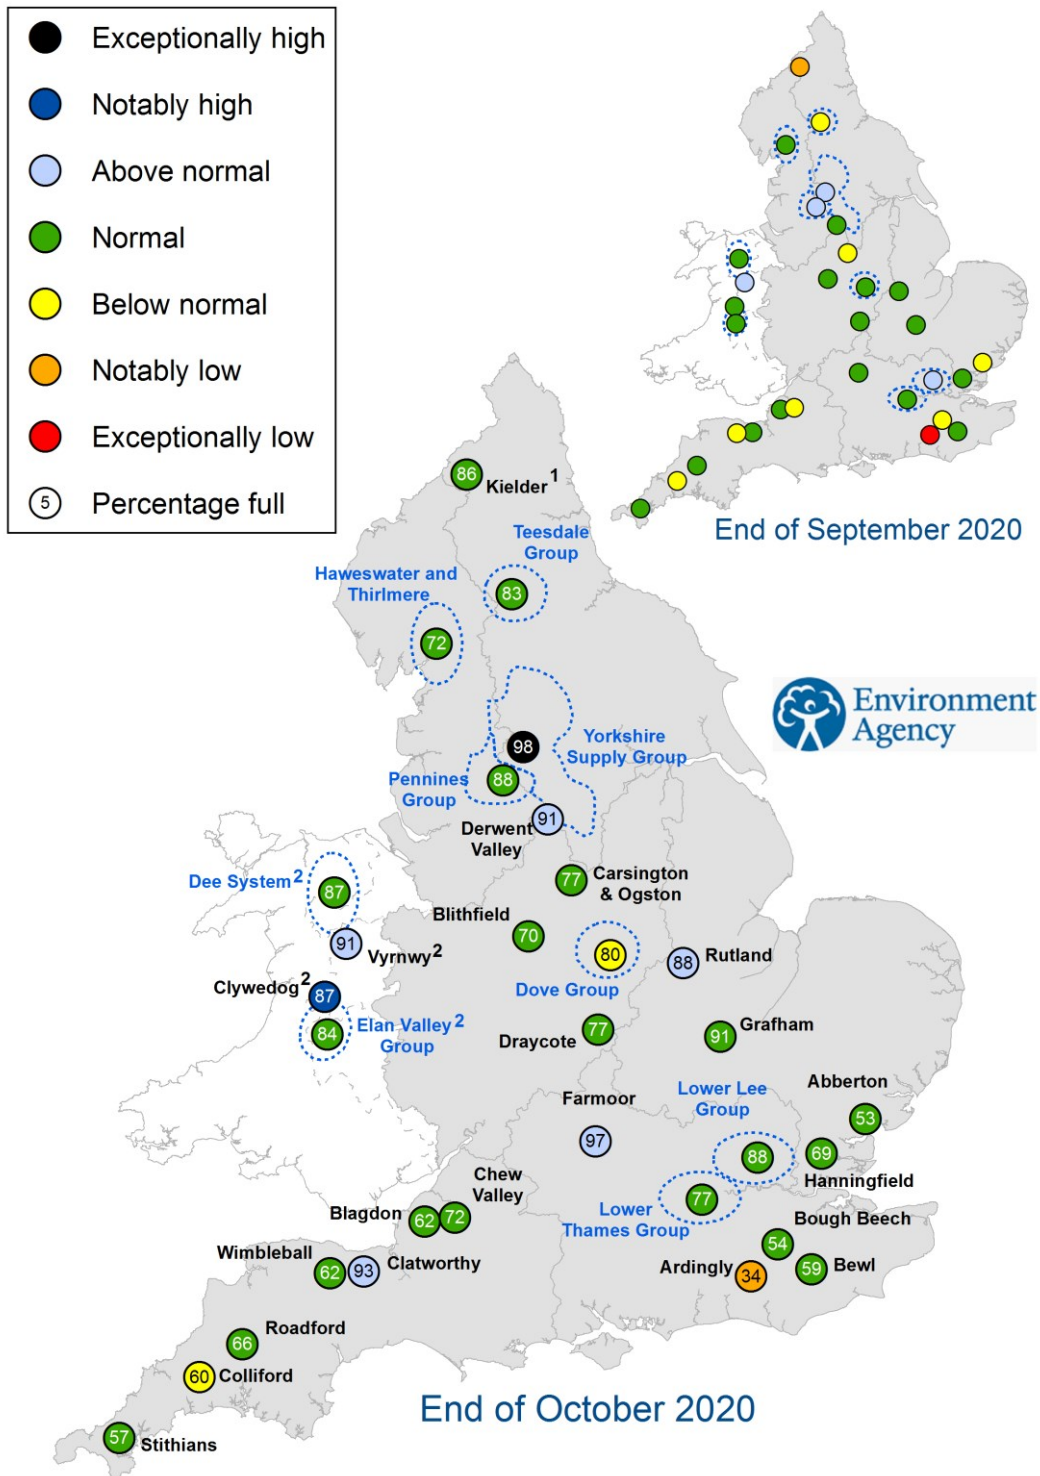 Exceptionally high
Notably high
Above normal
Normal
Below normal
Notably low
Exceptionally low
5 Percentage full
End of September 2020
86
Kielder1
Teesdale
Group
83
Haweswater and
Thirlmere
72
Environment
Agency
98
Yorkshire
Supply Group
Pennines
Group
88
Derwent
Valley
91
Dee System2
87
77
Carsington
& Ogston
Blithfield
70
91
Vyrnwy2
80
Dove Group
88
Rutland
Clywedog2
87
84
Elan Valley2
Group
Draycote
77
91
Grafham
Farmoor
97
Lower Lee
Group
88
Abberton
53
69
Hanningfield
Chew
Valley
Blagdon
62
72
77
Lower
Thames Group
Bough Beech
54
Wimbleball
62
93
Clatworthy
Ardingly
34
59
Bewl
Roadford
66
60
Colliford
57
Stithians
End of October 2020